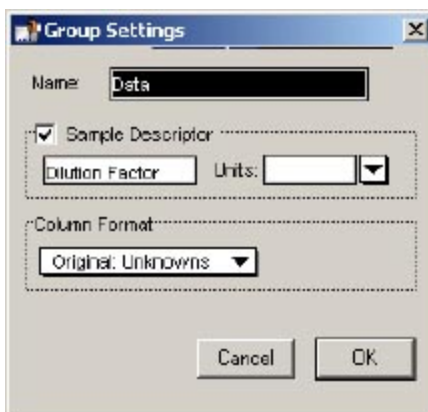 Group Settings
Name: Data
Sample Descriptor
Dilution Factor Units:
Column Format
Original: Unknowns
Cancel OK